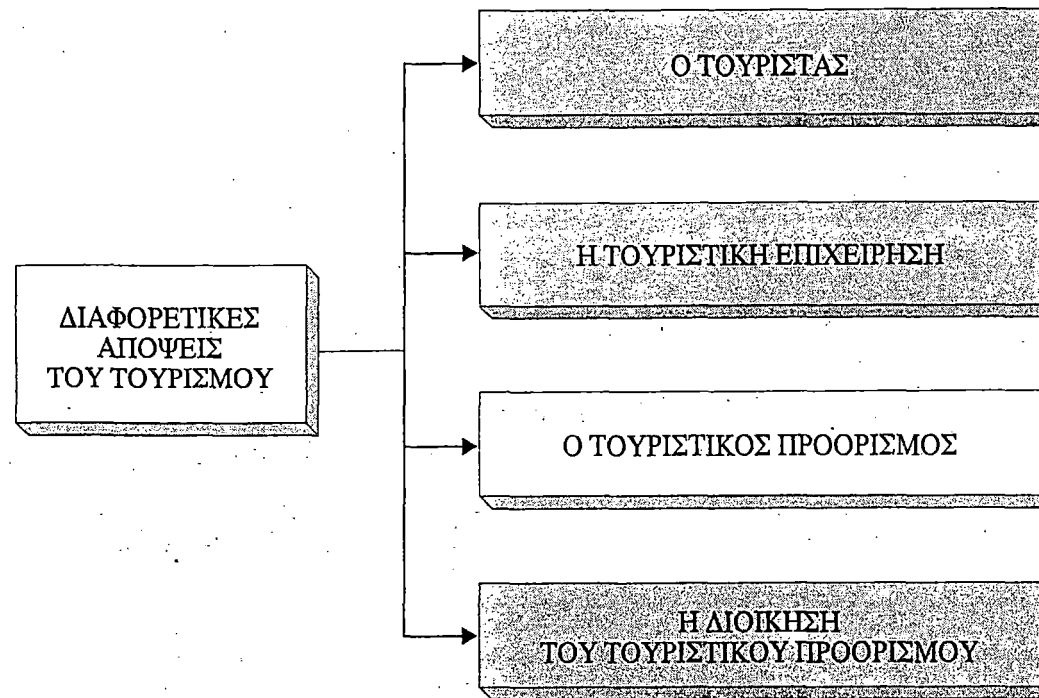 Ο ΤΟΥΡΙΣΤΑΣ
Η ΤΟΥΡΙΣΤΙΚΗ ΕΠΙΧΕΙΡΗΣΗ
ΔΙΑΦΟΡΕΤΙΚΕΣ
ΑΠΟΨΕΙΣ
ΤΟΥ ΤΟΥΡΙΣΜΟΥ
Ο ΤΟΥΡΙΣΤΙΚΟΣ ΠΡΟΟΡΙΣΜΟΣ
Η ΔΙΟΙΚΗΣΗ
ΤΟΥ ΤΟΥΡΙΣΤΙΚΟΥ ΠΡΟΟΡΙΣΜΟΥ